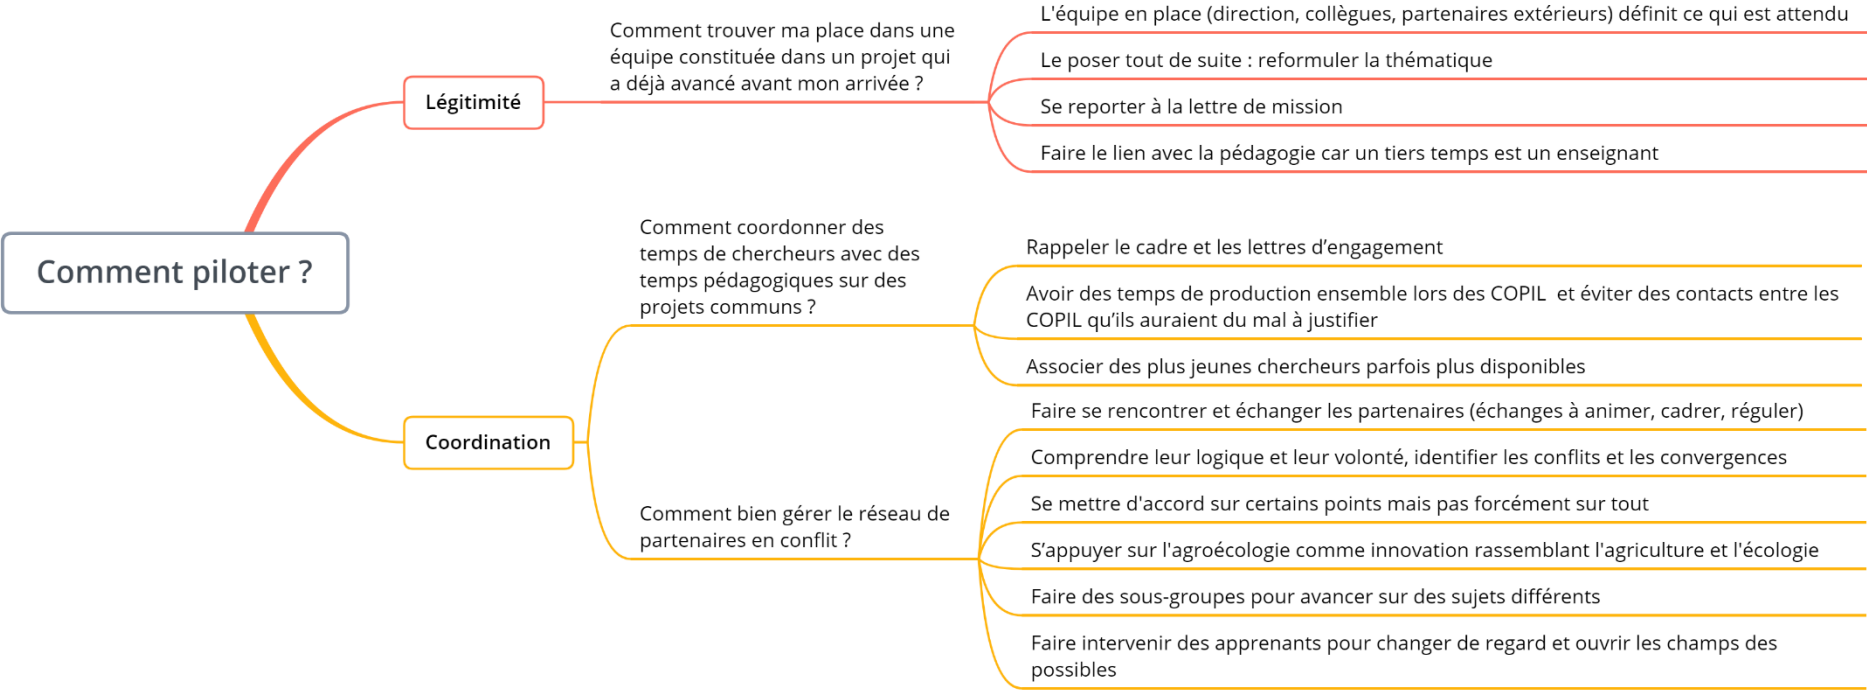 Comment piloter ?
Légitimité
Comment trouver ma place dans une
équipe constituée dans un projet qui
a déjà avancé avant mon arrivée ?
L'équipe en place (direction, collègues, partenaires extérieurs) définit ce qui est attendu
Le poser tout de suite : reformuler la thématique
Se reporter à la lettre de mission
Faire le lien avec la pédagogie car un tiers temps est un enseignant
Coordination
Comment coordonner des
temps de chercheurs avec des
temps pédagogiques sur des
projets communs ?
Rappeler le cadre et les lettres d’engagement
Avoir des temps de production ensemble lors des COPIL  et éviter des contacts entre les
COPIL qu’ils auraient du mal à justifier
Associer des plus jeunes chercheurs parfois plus disponibles
Comment bien gérer le réseau de
partenaires en conflit ?
Faire se rencontrer et échanger les partenaires (échanges à animer, cadrer, réguler)
Comprendre leur logique et leur volonté, identifier les conflits et les convergences
Se mettre d'accord sur certains points mais pas forcément sur tout
S’appuyer sur l'agroécologie comme innovation rassemblant l'agriculture et l'écologie
Faire des sous-groupes pour avancer sur des sujets différents
Faire intervenir des apprenants pour changer de regard et ouvrir les champs des
possibles